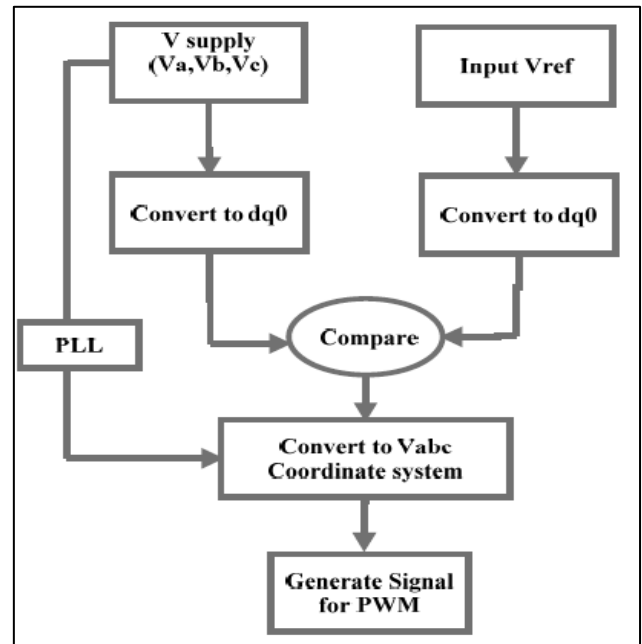 V supply
(Va,Vb,Vc)
Input Vref
Convert to dq0
Convert to dq0
PLL
Compare
Convert to Vabc
Coordinate system
Generate Signal
for PWM